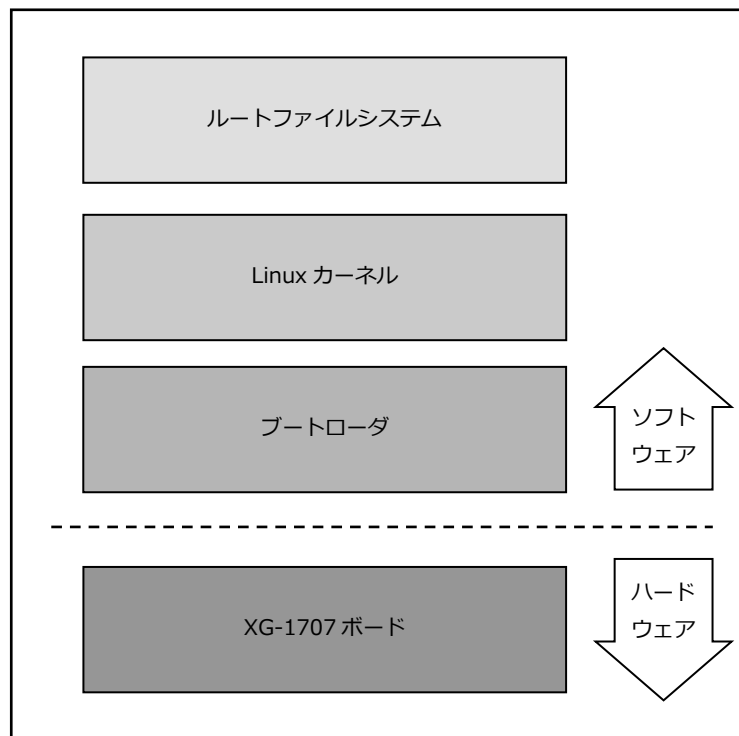 ルートファイルシステム
Linux カーネル
ブートローダ
ソフト
ウェア
XG-1707 ボード
ハード
ウェア